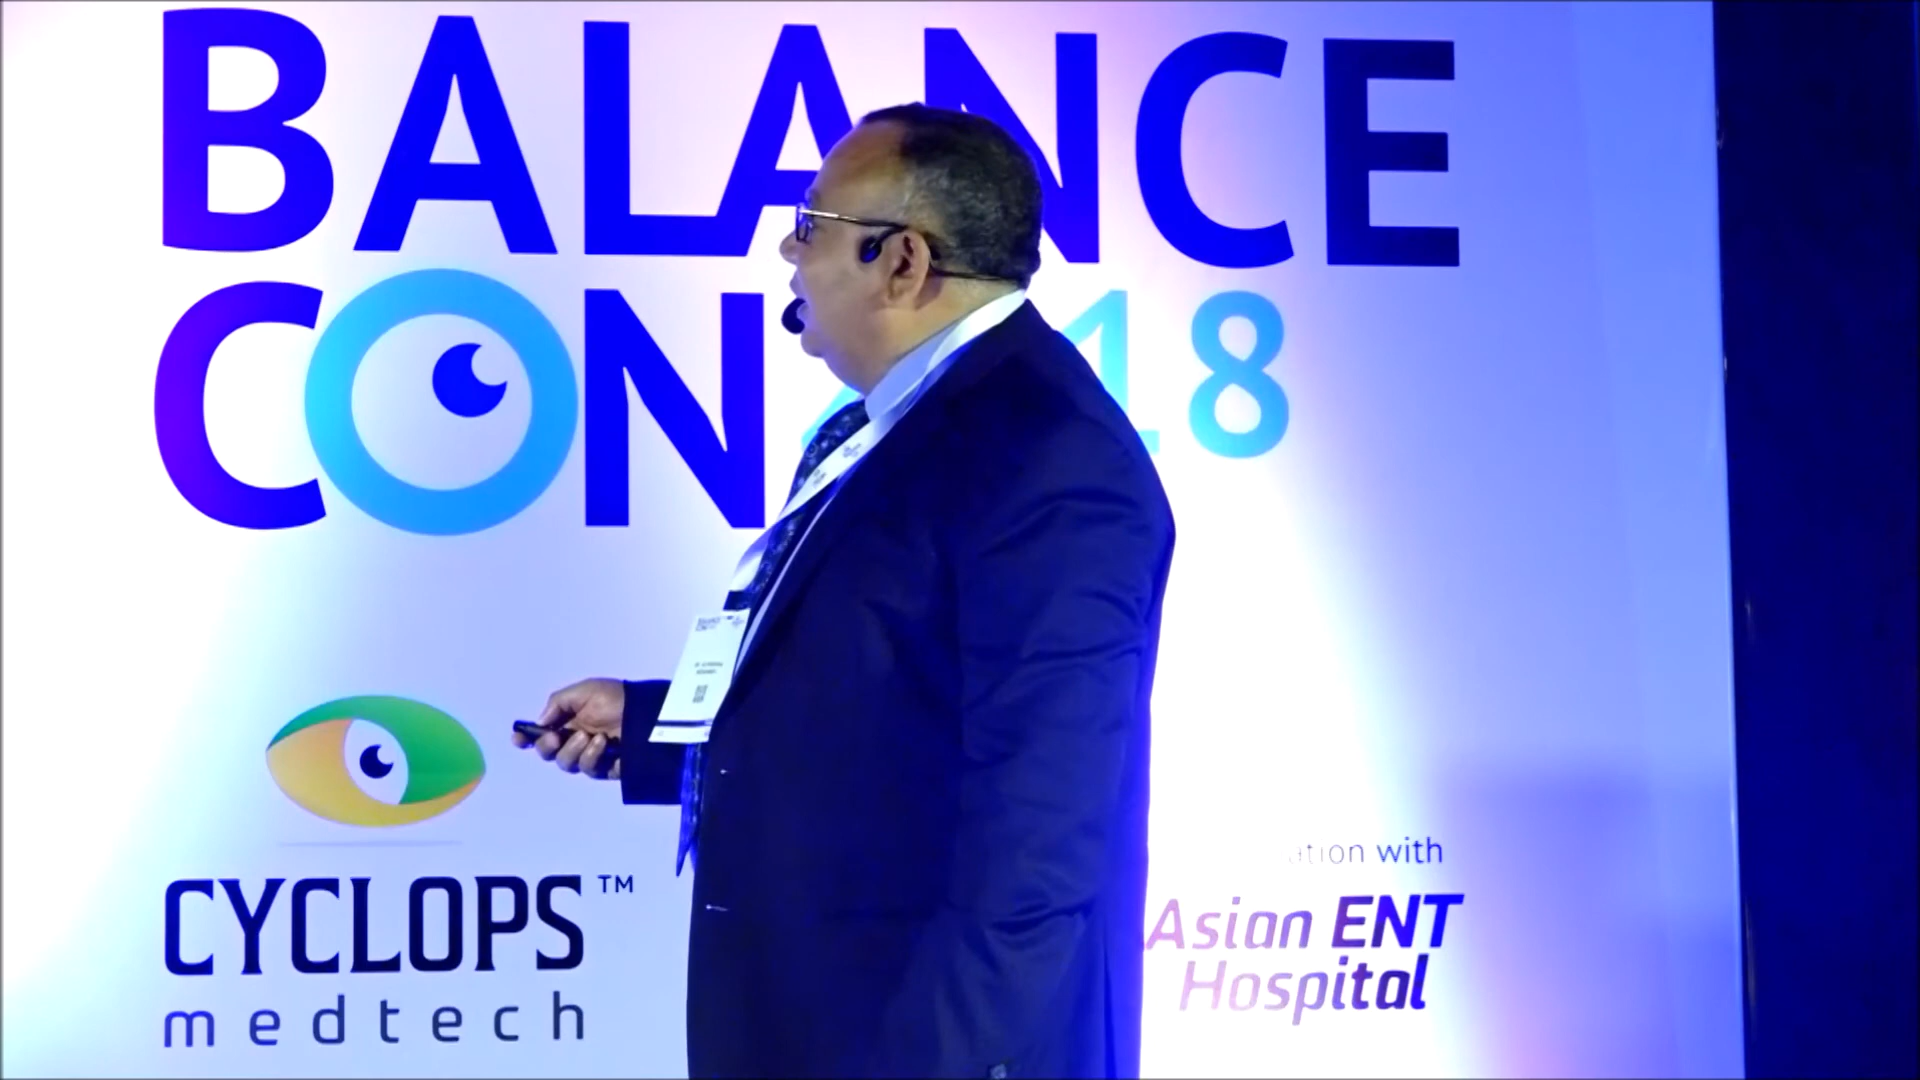 BALANCE
CON 18
CYCLOPS™
medtech
ation with
Asian ENT
Hospital